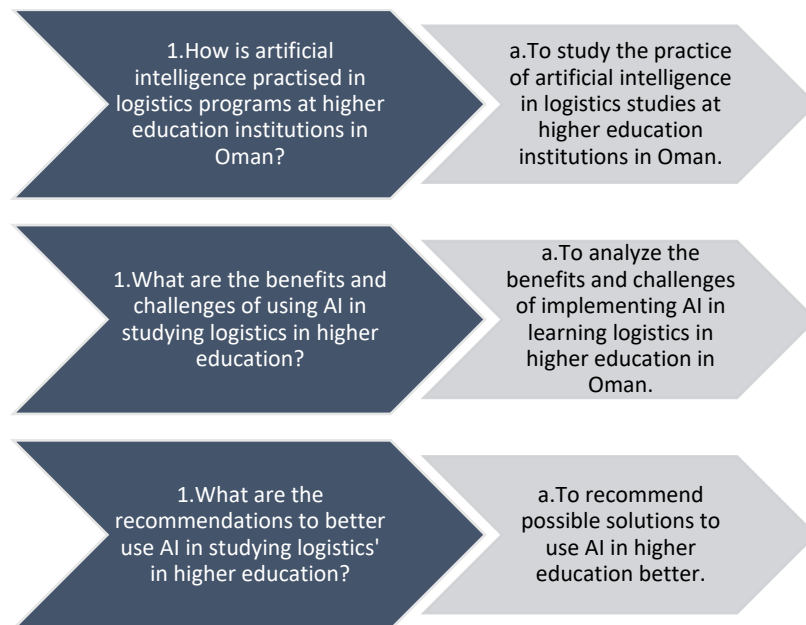 1.How is artificial
intelligence practised in
logistics programs at higher
education institutions in
Oman?
a.To study the practice
of artificial intelligence
in logistics studies at
higher education
institutions in Oman.
1.What are the benefits and
challenges of using AI in
studying logistics in higher
education?
a.To analyze the
benefits and challenges
of implementing AI in
learning logistics in
higher education in
Oman.
1.What are the
recommendations to better
use AI in studying logistics'
in higher education?
a.To recommend
possible solutions to
use AI in higher
education better.